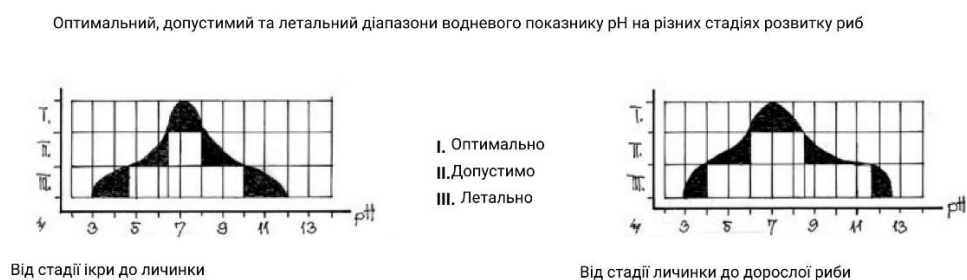 Оптимальний, допустимий та летальний діапазони водневого показнику pH на різних стадіях розвитку риб
I.
II.
III.
3 5 7 9 11 13 pH
I. Оптимально
II. Допустимо
III. Летально
I.
II.
III.
3 5 7 9 11 13 pH
Від стадії ікри до личинки
Від стадії личинки до дорослої риби